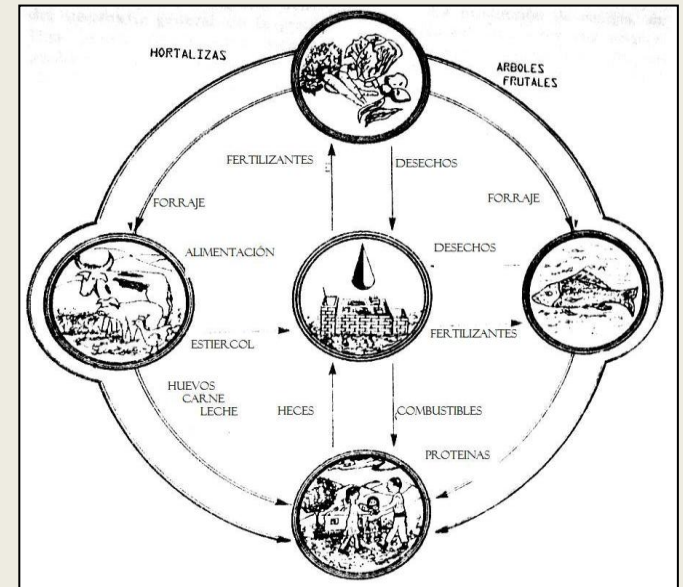 HORTALIZAS
ARBOLES
FRUTALES
FERTILIZANTES
DESECHOS
FORRAJE
FORRAJE
ALIMENTACIÓN
DESECHOS
ESTIERCOL
FERTILIZANTES
HUEVOS
CARNE
LECHE
HECES
COMBUSTIBLES
PROTEINAS